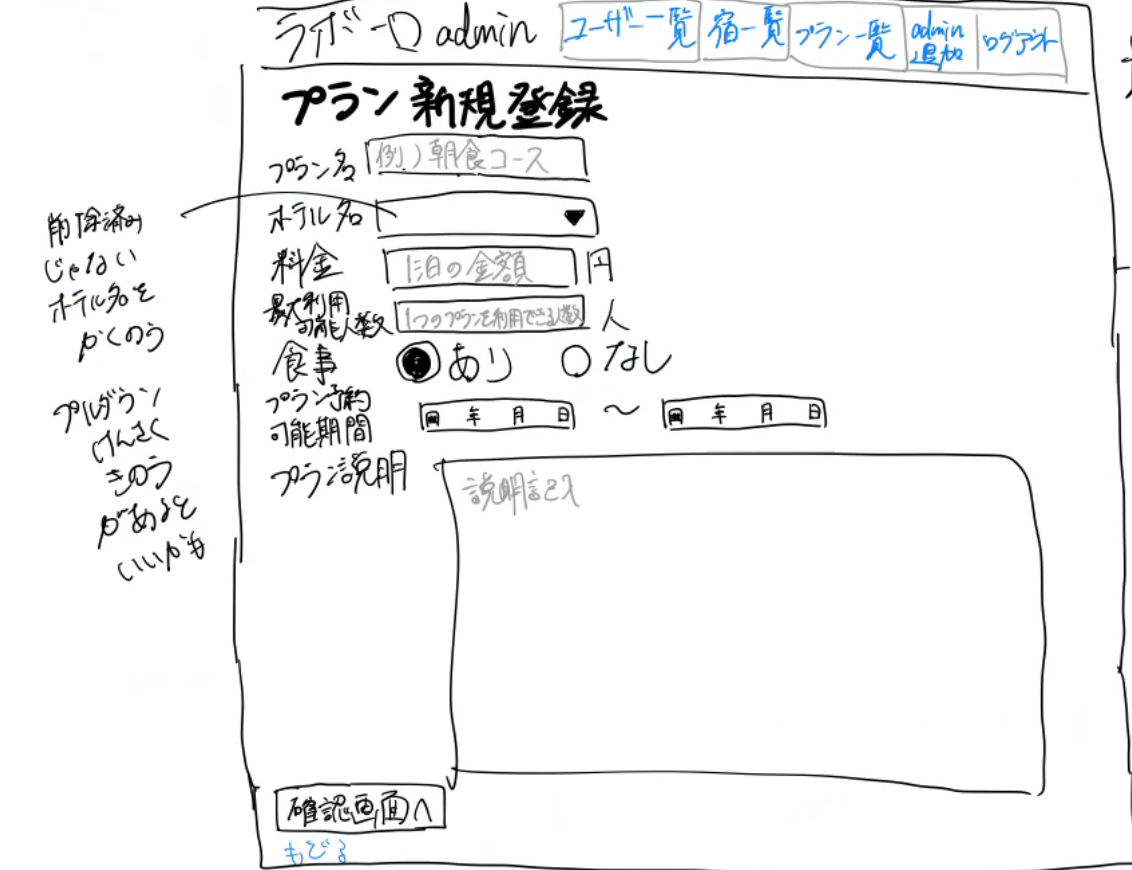 ユーザー一覧 宿一覧 プラン一覧 admin追加 ログアウト
admin
プラン新規登録
プラン名 例)朝食コース
ホテル名
料金 1泊の金額 円
最大利用可能人数 1つのプランを利用できる人数 人
食事 あり なし
プラン予約可能期間 年 月 日 〜 年 月 日
プラン説明 説明記入
確認画面へ
もどる
削除済み
じゃない
ホテル名を
かくのう
プルダウン
けんさく
きのう
があると
いいかも